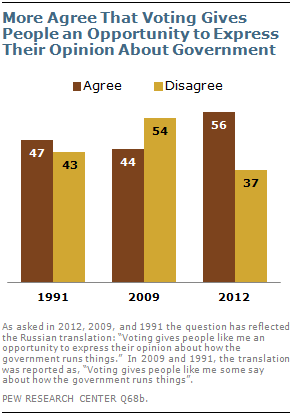 More Agree That Voting Gives
People an Opportunity to Express
Their Opinion About Government
Agree Disagree
47 43 44 54 56 37
1991 2009 2012
As asked in 2012, 2009, and 1991 the question has reflected
the Russian translation: “Voting gives people like me an
opportunity to express their opinion about how the
government runs things.” In 2009 and 1991, the translation
was reported as, “Voting gives people like me some say
about how the government runs things”.
PEW RESEARCH CENTER Q68b.